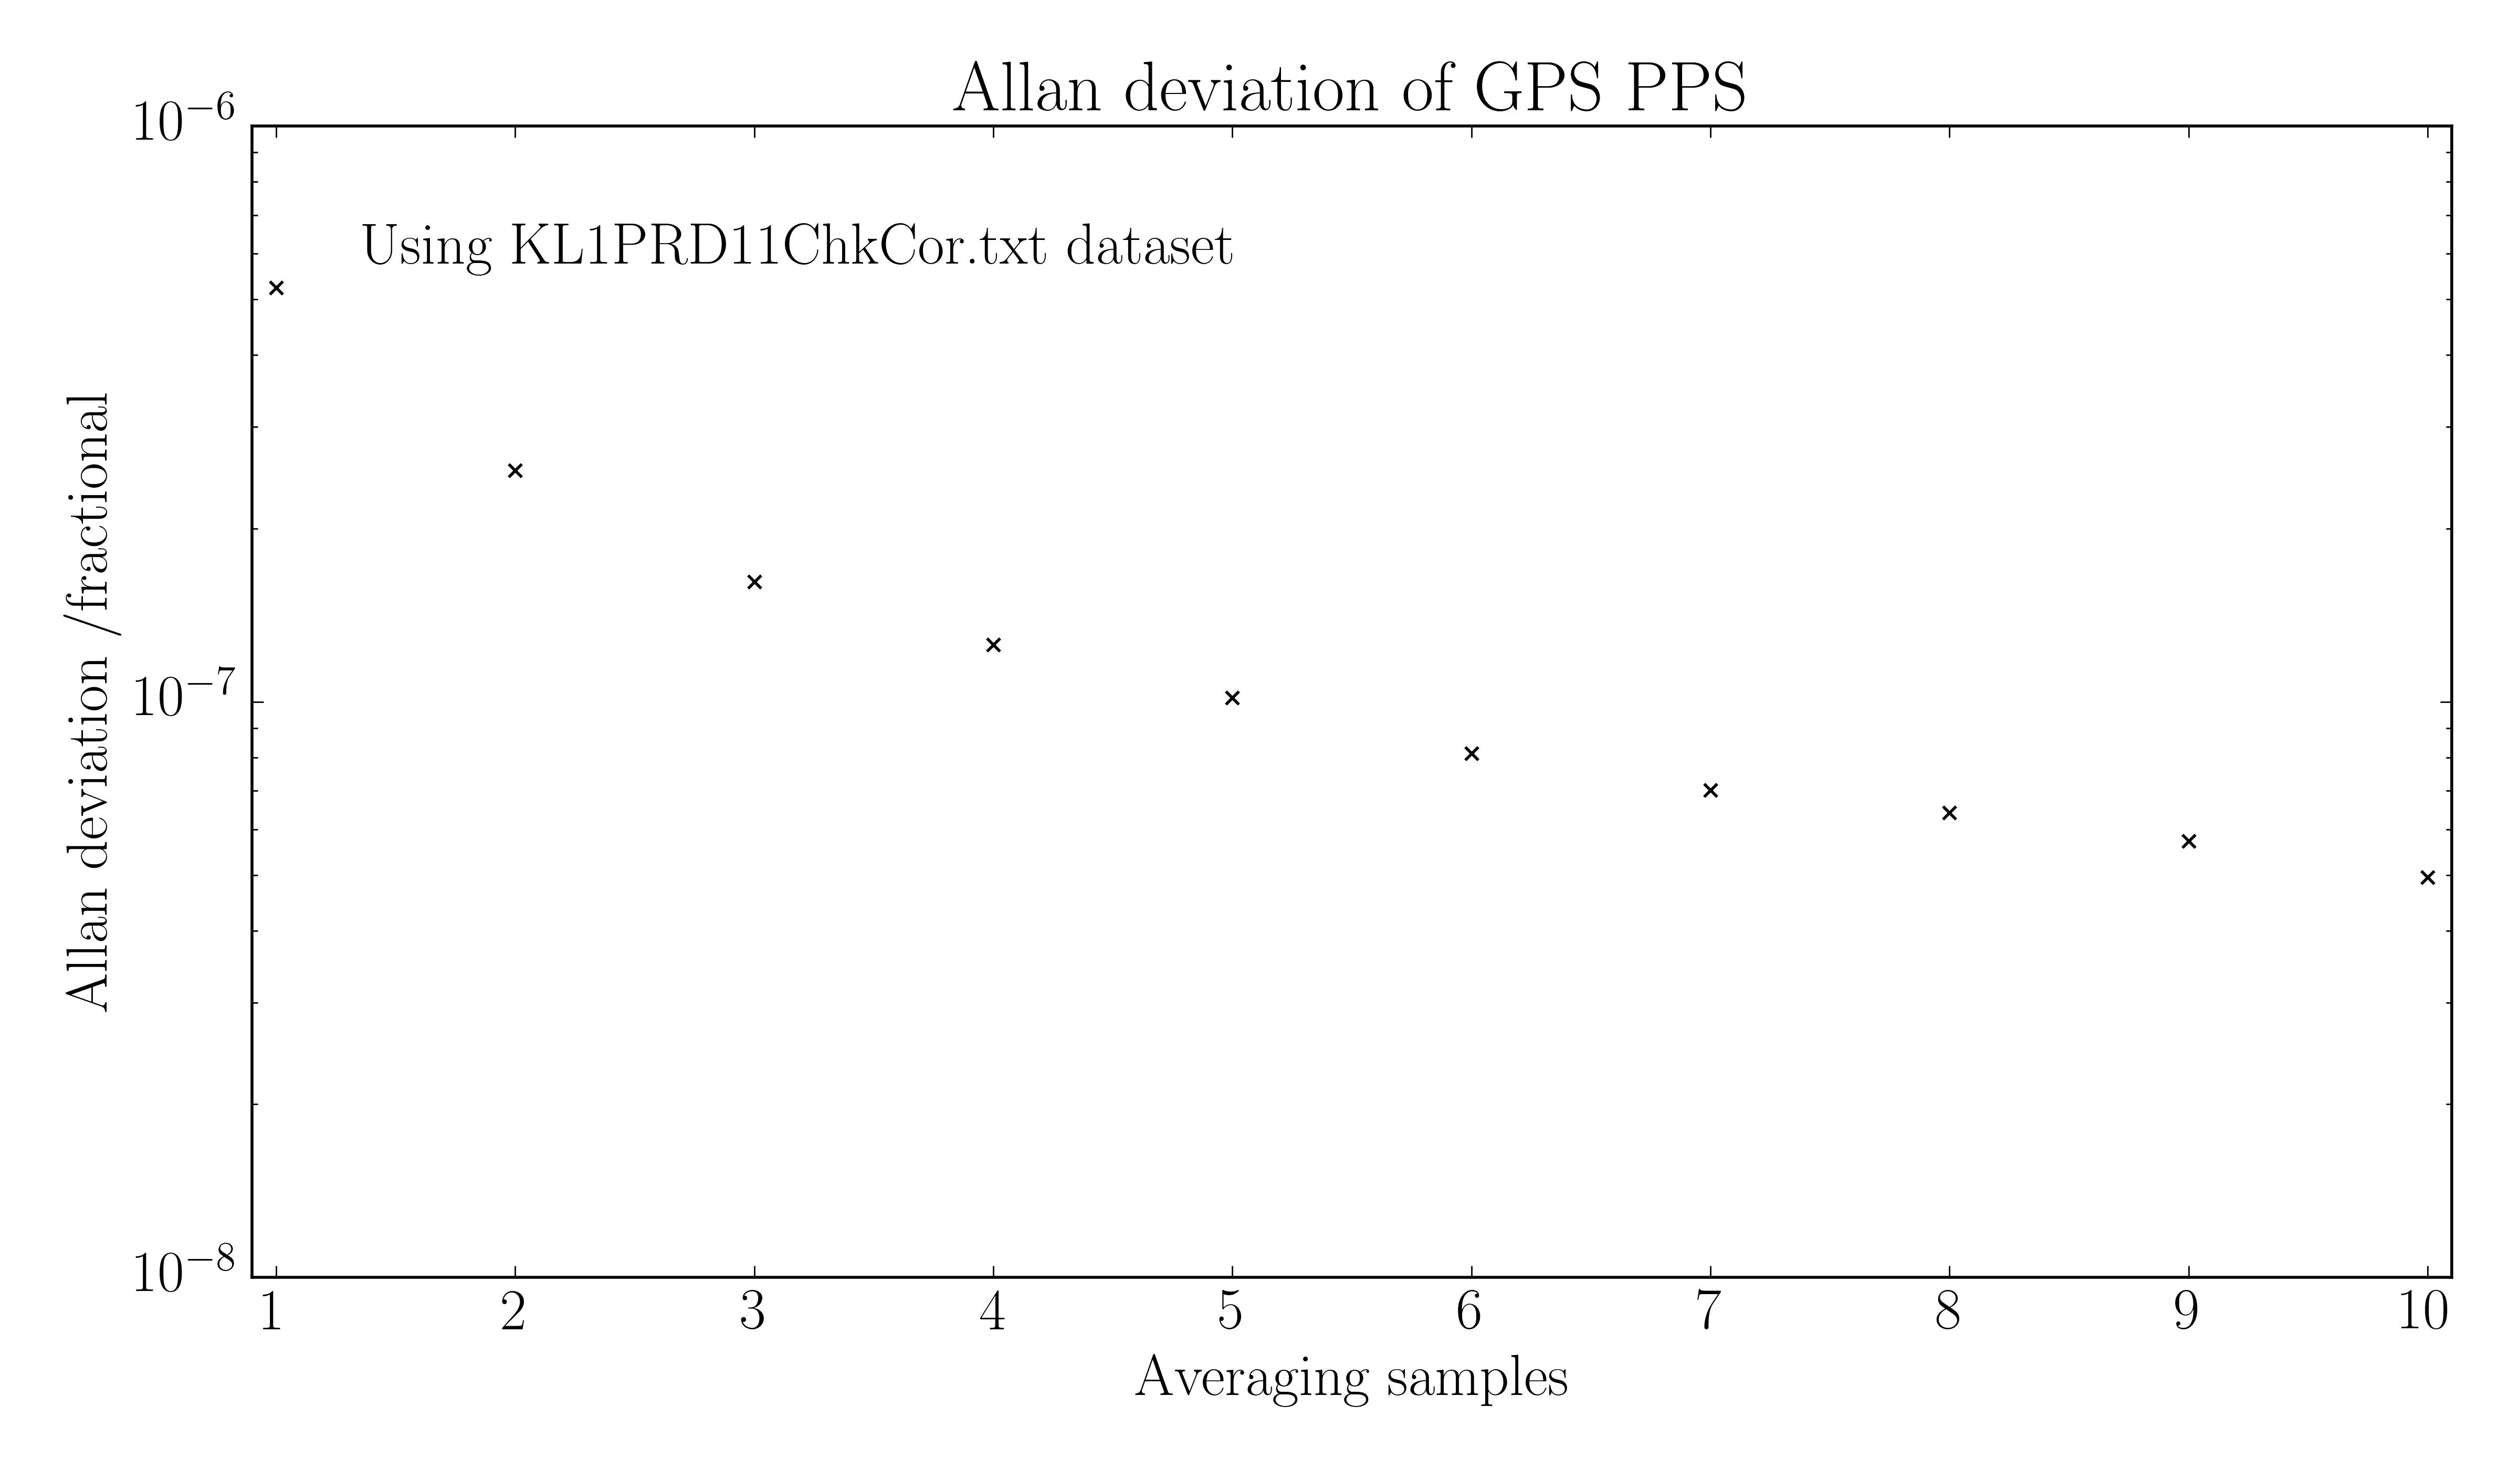 Allan deviation of GPS PPS
10⁻⁶
Using KL1PRD11ChkCor.txt dataset
Allan deviation /fractional
10⁻⁷
10⁻⁸
1 2 3 4 5 6 7 8 9 10
Averaging samples